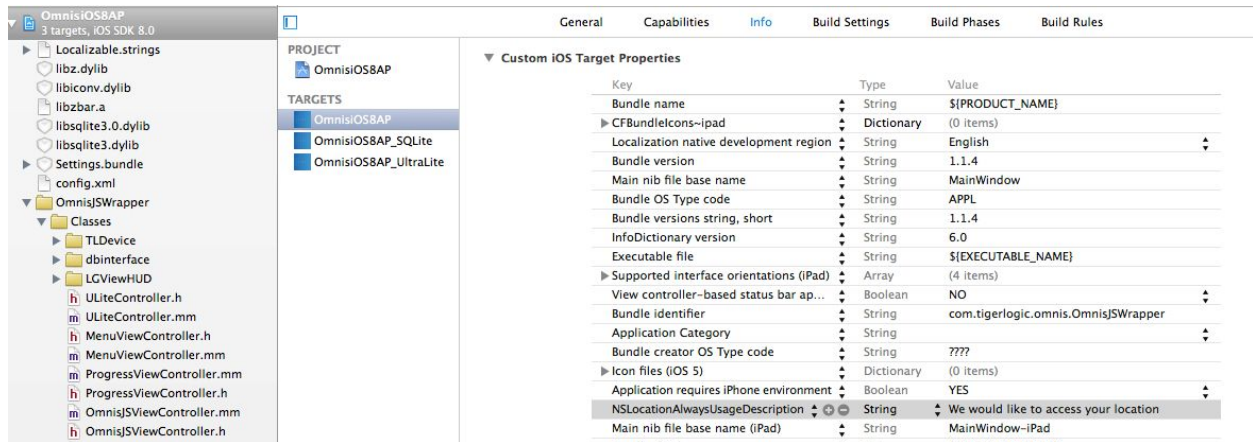 OmnisiOS8AP
3 targets, iOS SDK 8.0
Localizable.strings
libz.dylib
libiconv.dylib
libzbar.a
libsqlite3.0.dylib
libsqlite3.dylib
Settings.bundle
config.xml
OmnisJSWrapper
Classes
TLDevice
dbinterface
LGViewHUD
h ULiteController.h
m ULiteController.mm
h MenuViewController.h
m MenuViewController.mm
m ProgressViewController.mm
h ProgressViewController.h
m OmnisJSViewController.mm
h OmnisJSViewController.h
PROJECT
OmnisiOS8AP
TARGETS
OmnisiOS8AP
OmnisiOS8AP_SQLite
OmnisiOS8AP_UltraLite
General Capabilities Info Build Settings Build Phases Build Rules
Custom iOS Target Properties
Key Type Value
Bundle name String ${PRODUCT_NAME}
CFBundleIcons~ipad Dictionary (0 items)
Localization native development region String English
Bundle version String 1.1.4
Main nib file base name String MainWindow
Bundle OS Type code String APPL
Bundle versions string, short String 1.1.4
InfoDictionary version String 6.0
Executable file String ${EXECUTABLE_NAME}
Supported interface orientations (iPad) Array (4 items)
View controller-based status bar ap... Boolean NO
Bundle identifier String com.tigerlogic.omnis.OmnisJSWrapper
Application Category String
Bundle creator OS Type code String ????
Icon files (iOS 5) Dictionary (0 items)
Application requires iPhone environment Boolean YES
NSLocationAlwaysUsageDescription String We would like to access your location
Main nib file base name (iPad) String MainWindow-iPad